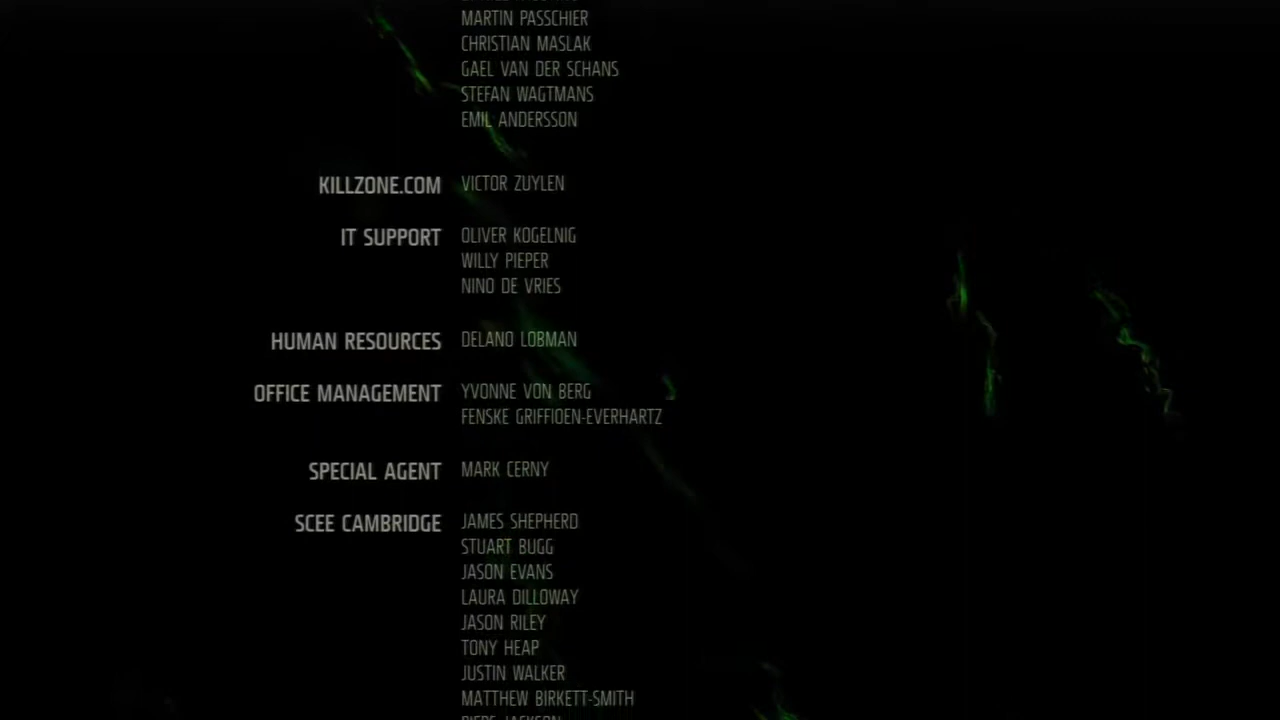 MARTIN PASSCHIER
CHRISTIAN MASLAK
GAEL VAN DER SCHANS
STEFAN WAGTMANS
EMIL ANDERSSON
KILLZONE.COM VICTOR ZUYLEN
IT SUPPORT OLIVER KOGELNIG
WILLY PIEPER
NINO DE VRIES
HUMAN RESOURCES DELANO LOBMAN
OFFICE MANAGEMENT YVONNE VON BERG
FENSKE GRIFFIOEN-EVERHARTZ
SPECIAL AGENT MARK CERNY
SCEE CAMBRIDGE JAMES SHEPHERD
STUART BUGG
JASON EVANS
LAURA DILLOWAY
JASON RILEY
TONY HEAP
JUSTIN WALKER
MATTHEW BIRKETT-SMITH